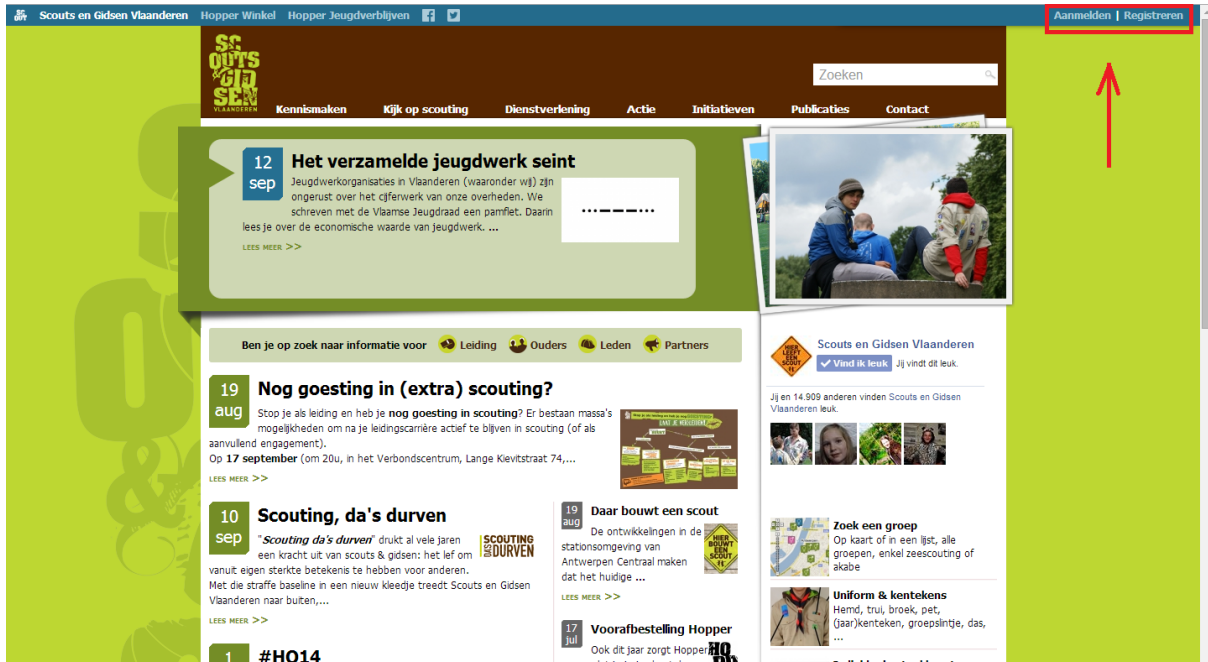 SC OUT Scouts en Gidsen Vlaanderen Hopper Winkel Hopper Jeugdverblijven
Aanmelden | Registreren
SC
OUTS
&GID
SEN
VLAANDEREN
Zoeken
Kennismaken Kijk op scouting Dienstverlening Actie Initiatieven Publicaties Contact
12
sep
Het verzamelde jeugdwerk seint
Jeugdwerkorganisaties in Vlaanderen (waaronder wij) zijn
ongerust over het cijferwerk van onze overheden. We
schreven met de Vlaamse Jeugdraad een pamflet. Daarin
lees je over de economische waarde van jeugdwerk. ...
LEES MEER >>
Ben je op zoek naar informatie voor Leiding Ouders Leden Partners
19
aug
Nog goesting in (extra) scouting?
Stop je als leiding en heb je nog goesting in scouting? Er bestaan massa's
mogelijkheden om na je leidingscarrière actief te blijven in scouting (of als
aanvullend engagement).
Op 17 september (om 20u, in het Verbondscentrum, Lange Kievitstraat 74,...
LEES MEER >>
10
sep
Scouting, da's durven
"Scouting da's durven" drukt al vele jaren
een kracht uit van scouts & gidsen: het lef om
vanuit eigen sterkte betekenis te hebben voor anderen.
Met die straffe baseline in een nieuw kleedje treedt Scouts en Gidsen
Vlaanderen naar buiten,...
LEES MEER >>
SCOUTING
DAS DURVEN
1
#HO14
19
aug
Daar bouwt een scout
De ontwikkelingen in de
stationsomgeving van
Antwerpen Centraal maken
dat het huidige ...
LEES MEER >>
HIER
BOUWT
EEN
SCOUT
17
jul
Voorafbestelling Hopper
Ook dit jaar zorgt Hopper
HIER
LEEFT
EEN
SCOUT
Scouts en Gidsen Vlaanderen
Vind ik leuk Jij vindt dit leuk.
Jij en 14.909 anderen vinden Scouts en Gidsen
Vlaanderen leuk.
Zoek een groep
Op kaart of in een lijst, alle
groepen, enkel zeescouting of
akabe
Uniform & kentekens
Hemd, trui, broek, pet,
(jaar)kenteken, groepslintje, das,
...